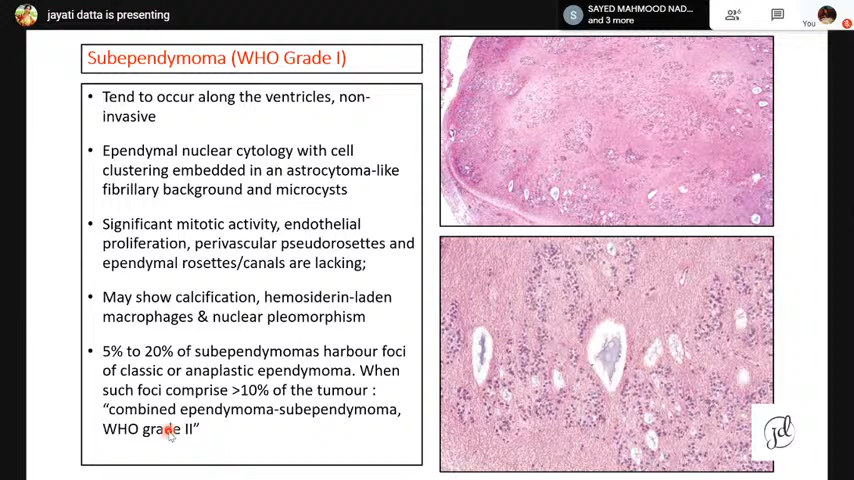 jayati datta is presenting
S
SAYED MAHMOOD NAD...
and 3 more
6
You
Subependymoma (WHO Grade I)
• Tend to occur along the ventricles, non-
invasive
• Ependymal nuclear cytology with cell
clustering embedded in an astrocytoma-like
fibrillary background and microcysts
• Significant mitotic activity, endothelial
proliferation, perivascular pseudorosettes and
ependymal rosettes/canals are lacking;
• May show calcification, hemosiderin-laden
macrophages & nuclear pleomorphism
• 5% to 20% of subependymomas harbour foci
of classic or anaplastic ependymoma. When
such foci comprise >10% of the tumour :
“combined ependymoma-subependymoma,
WHO grade II”
jd